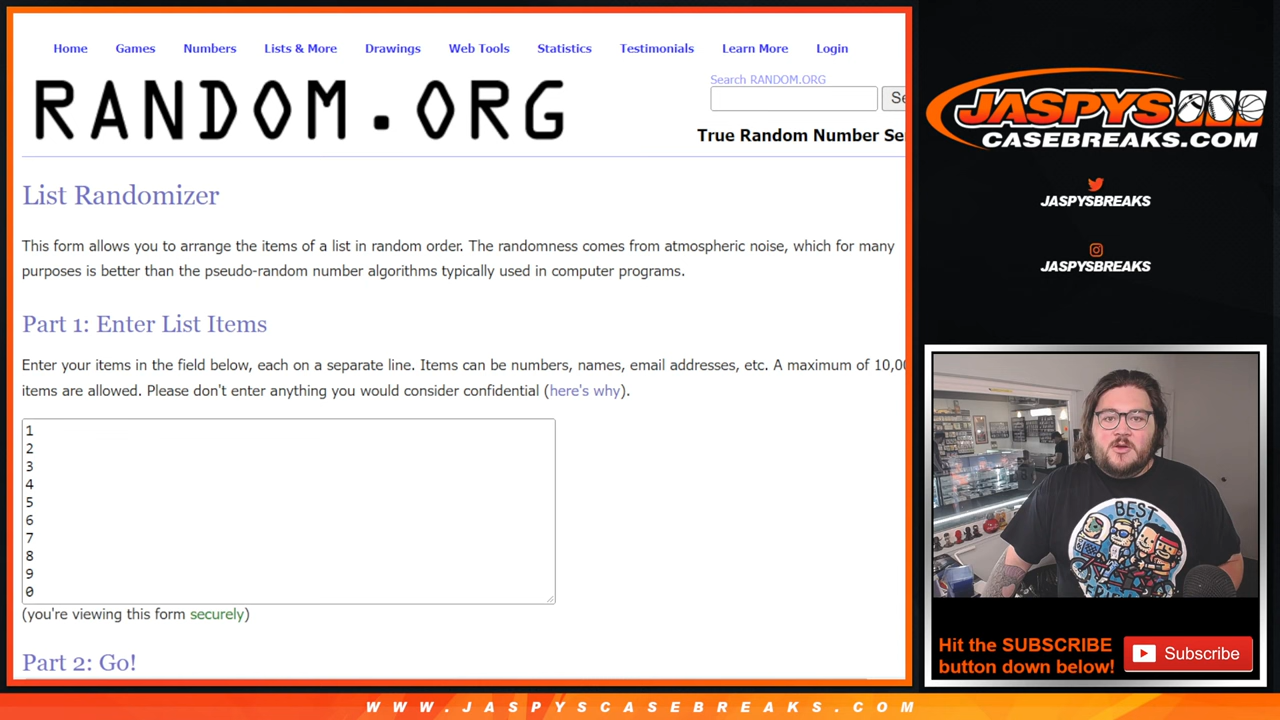 Home Games Numbers Lists & More Drawings Web Tools Statistics Testimonials Learn More Login
RANDOM.ORG
Search RANDOM.ORG
Se
True Random Number Se
List Randomizer
This form allows you to arrange the items of a list in random order. The randomness comes from atmospheric noise, which for many
purposes is better than the pseudo-random number algorithms typically used in computer programs.
Part 1: Enter List Items
Enter your items in the field below, each on a separate line. Items can be numbers, names, email addresses, etc. A maximum of 10,00
items are allowed. Please don't enter anything you would consider confidential (here's why).
1
2
3
4
5
6
7
8
9
0
(you're viewing this form securely)
Part 2: Go!
JASPYS
CASEBREAKS.COM
JASPYSBREAKS
JASPYSBREAKS
BEST
Hit the SUBSCRIBE
button down below!
Subscribe
WWW.JASPYSCASEBREAKS.COM